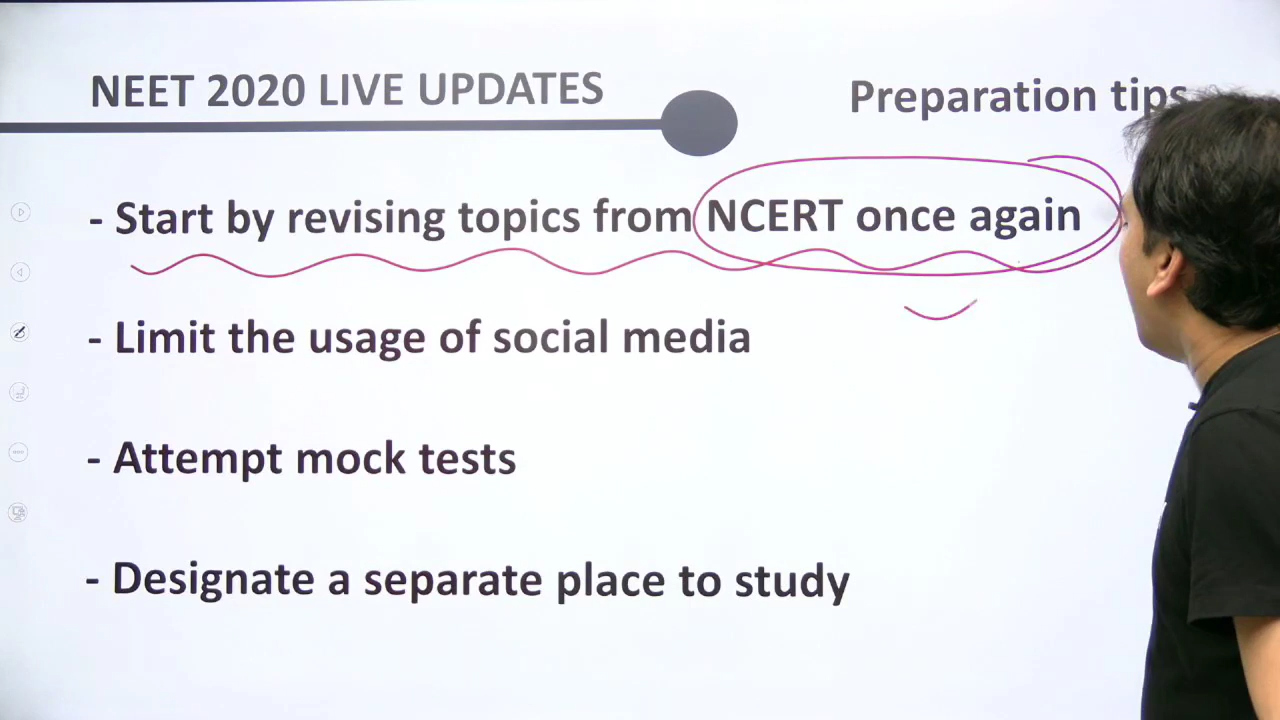 NEET 2020 LIVE UPDATES
Preparation tips
- Start by revising topics from NCERT once again
- Limit the usage of social media
- Attempt mock tests
- Designate a separate place to study